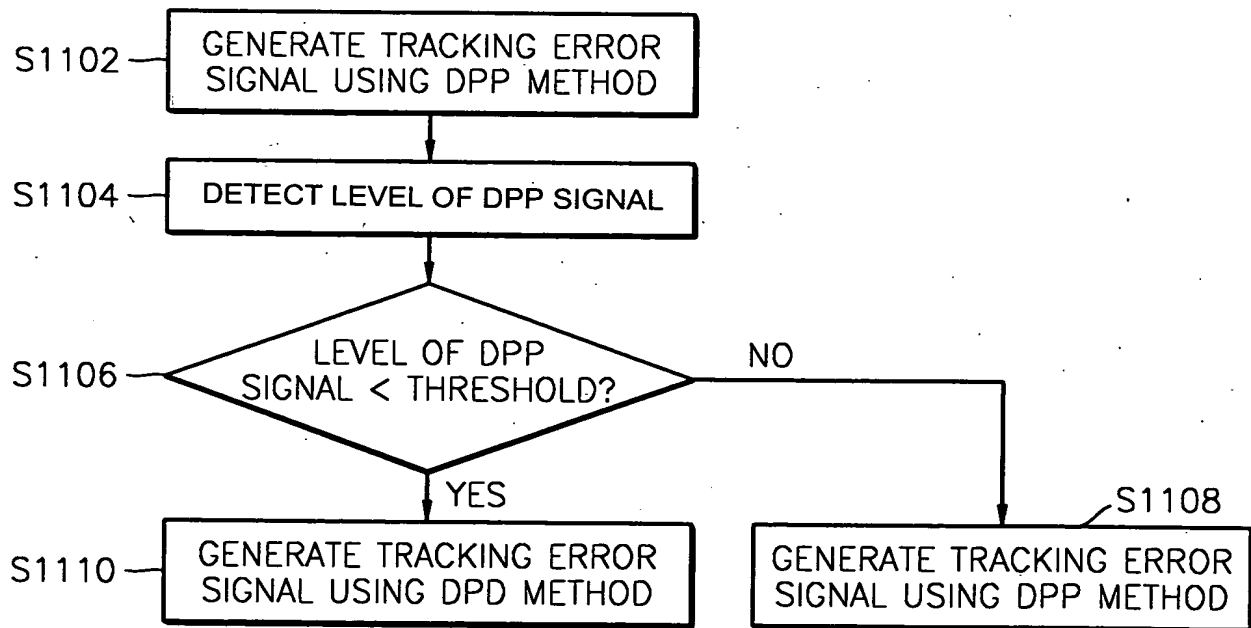 S1102
GENERATE TRACKING ERROR
SIGNAL USING DPP METHOD
S1104
DETECT LEVEL OF DPP SIGNAL
S1106
LEVEL OF DPP
SIGNAL < THRESHOLD?
NO
YES
S1108
S1110
GENERATE TRACKING ERROR
SIGNAL USING DPD METHOD
GENERATE TRACKING ERROR
SIGNAL USING DPP METHOD